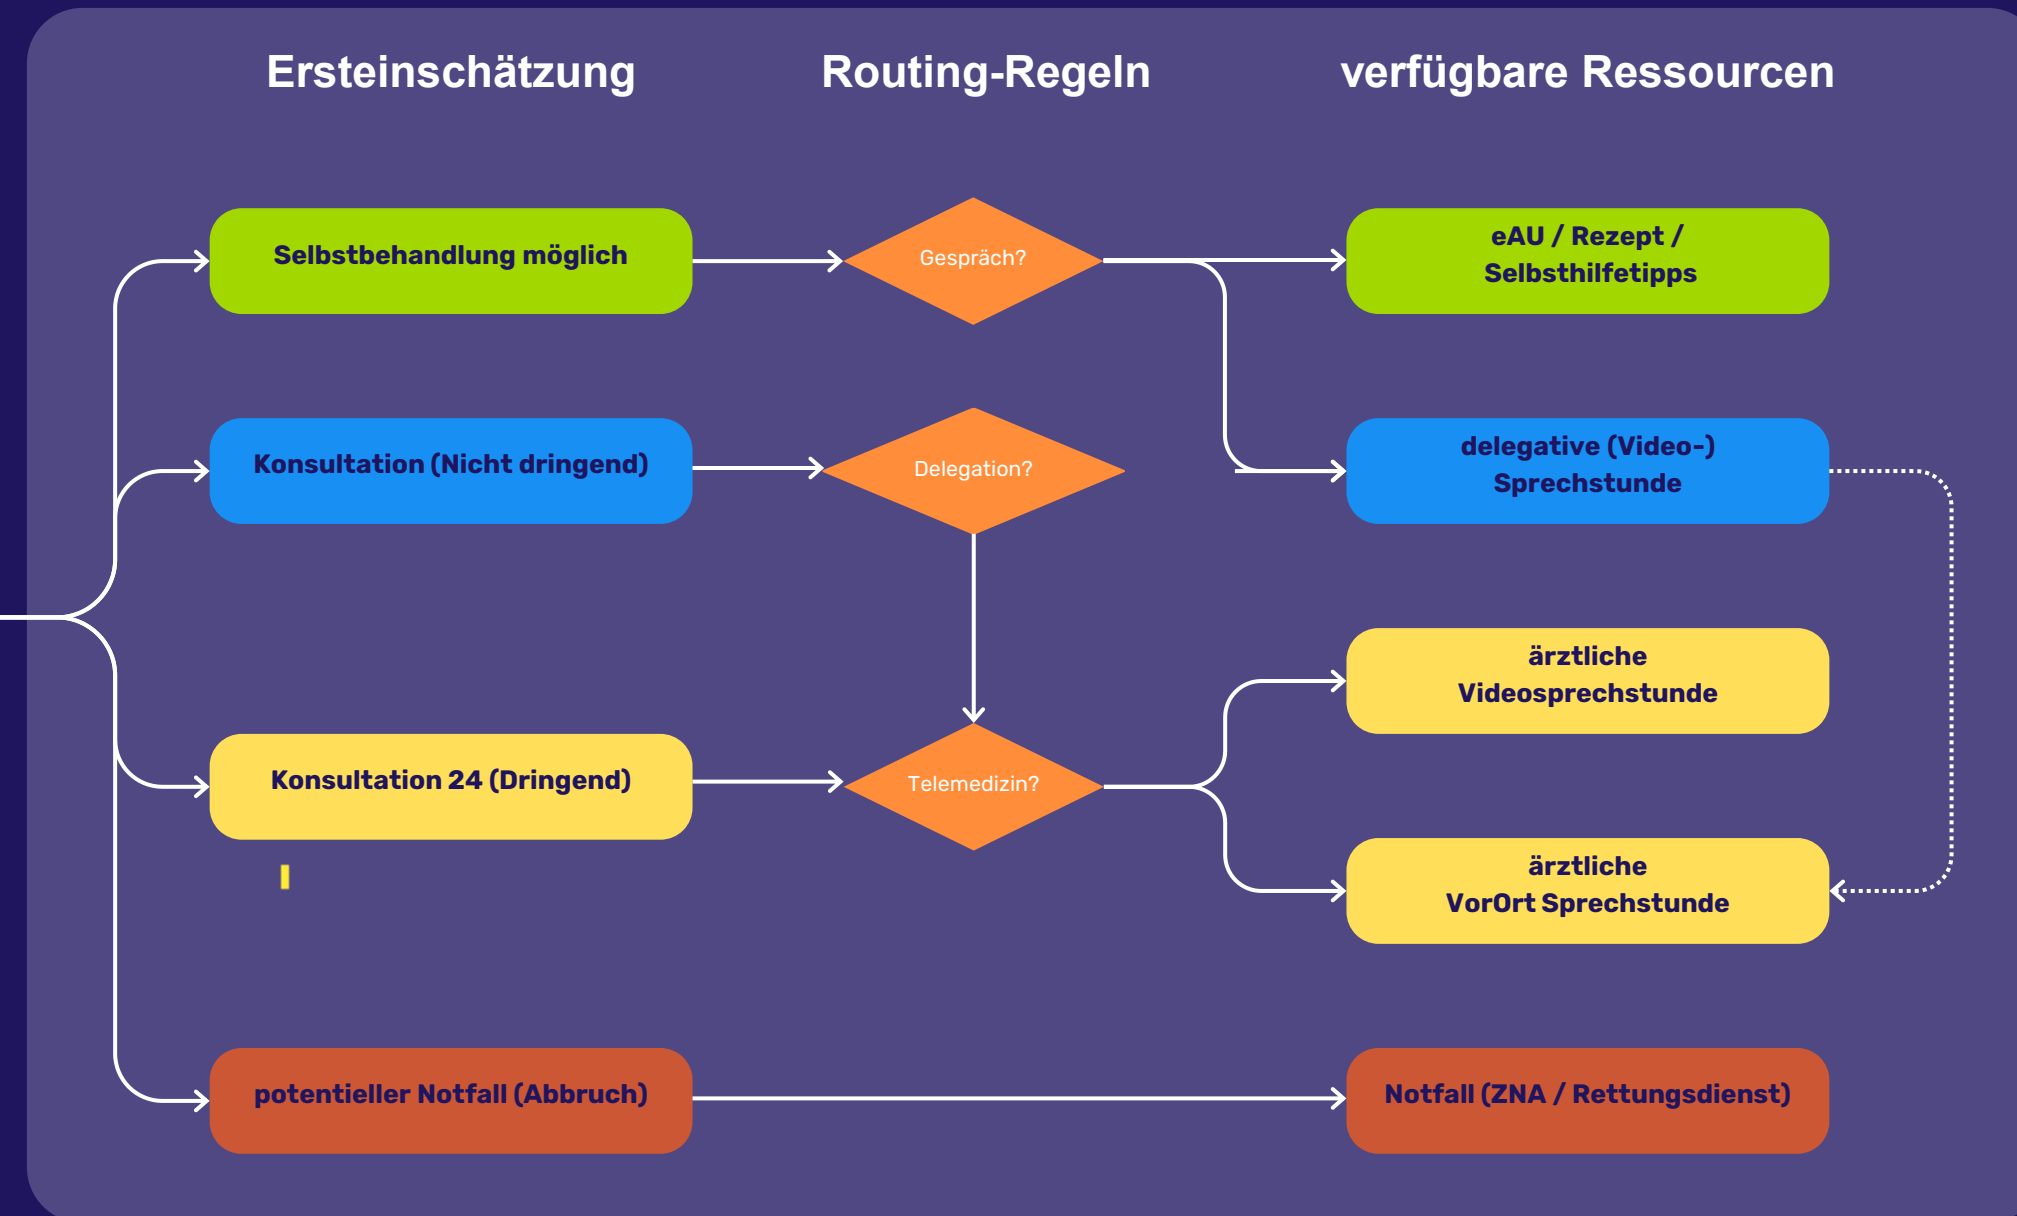 Ersteinschätzung
Routing-Regeln
verfügbare Ressourcen
Selbstbehandlung möglich
Gespräch?
eAU / Rezept /
Selbsthilfetipps
Konsultation (Nicht dringend)
Delegation?
delegative (Video-)
Sprechstunde
ärztliche
Videosprechstunde
Konsultation 24 (Dringend)
Telemedizin?
ärztliche
VorOrt Sprechstunde
potentieller Notfall (Abbruch)
Notfall (ZNA / Rettungsdienst)